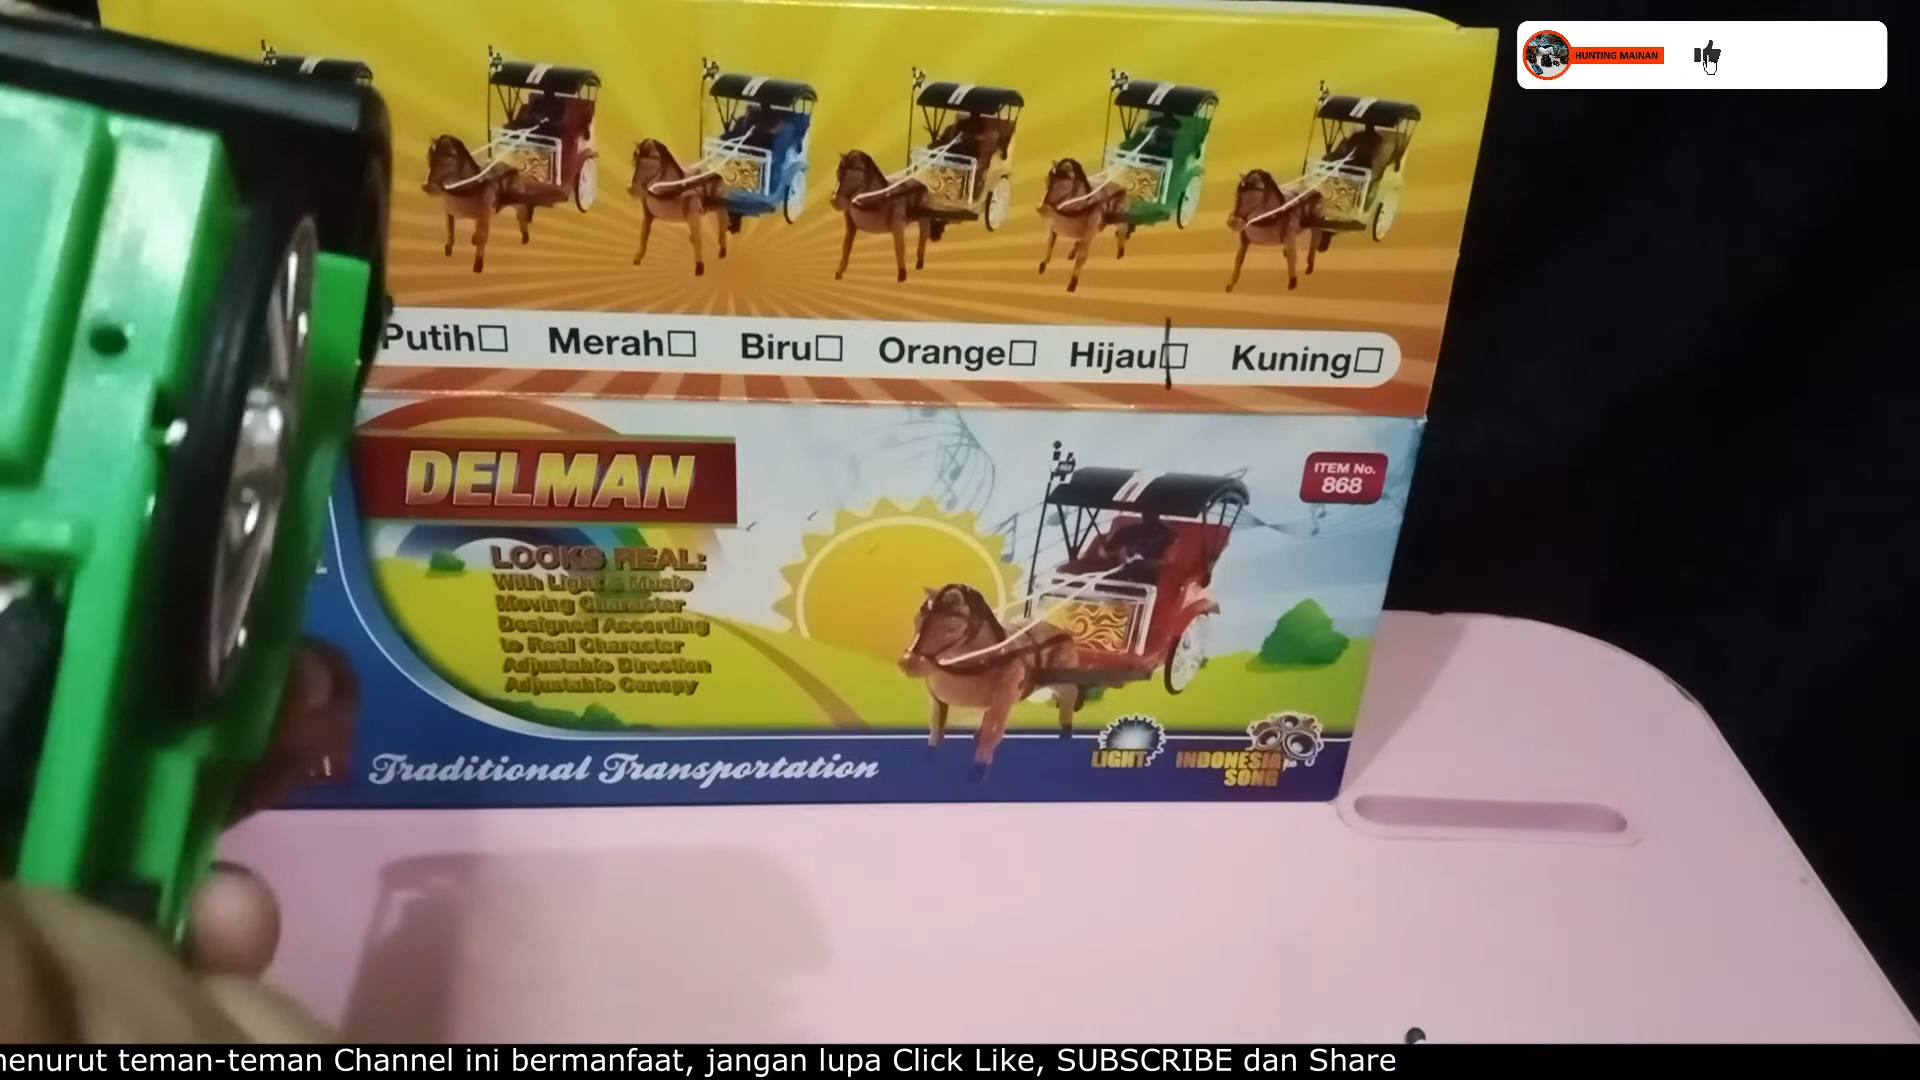 HUNTING MAINAN
Putih Merah Biru Orange Hijau Kuning
DELMAN
ITEM No.
868
LOOKS REAL:
With Light & Music
Moving Character
Designed According
to Real Character
Adjustable Direction
Adjustable Canopy
Traditional Transportation
LIGHT
INDONESIA
SONG
menurut teman-teman Channel ini bermanfaat, jangan lupa Click Like, SUBSCRIBE dan Share